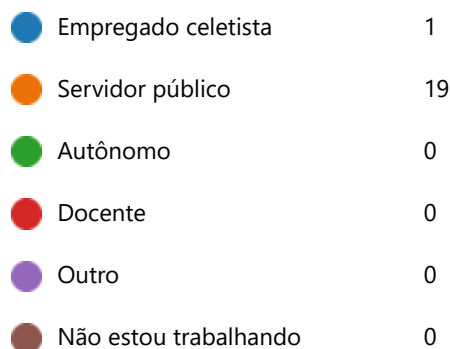 Empregado celetista 1
Servidor público 19
Autônomo 0
Docente 0
Outro 0
Não estou trabalhando 0